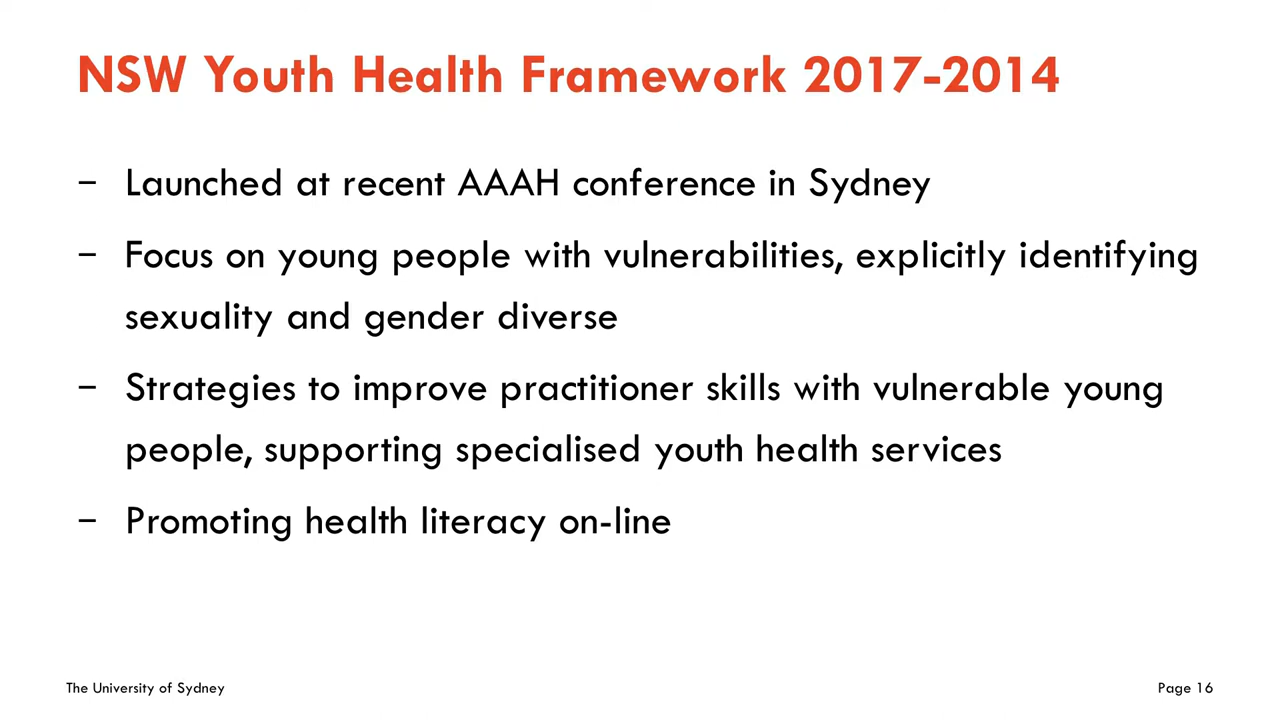 NSW Youth Health Framework 2017-2014
– Launched at recent AAAH conference in Sydney
– Focus on young people with vulnerabilities, explicitly identifying
sexuality and gender diverse
– Strategies to improve practitioner skills with vulnerable young
people, supporting specialised youth health services
– Promoting health literacy on-line
The University of Sydney
Page 16